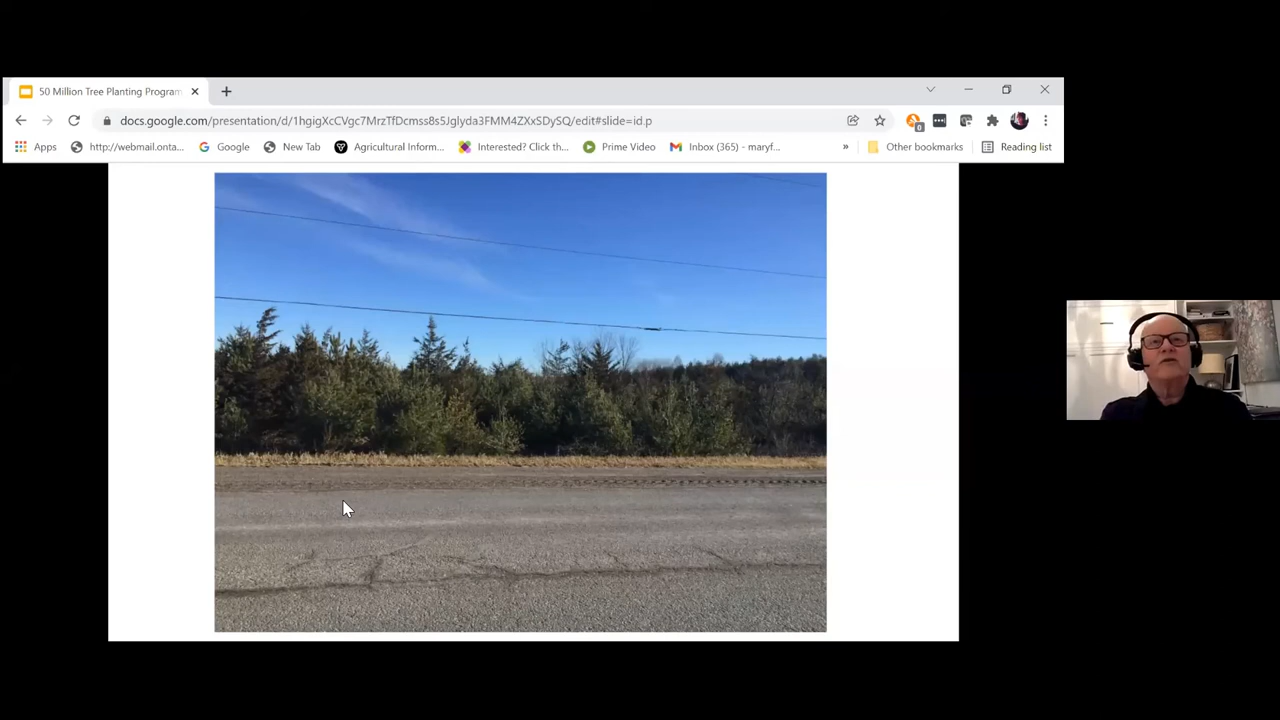 50 Million Tree Planting Program
docs.google.com/presentation/d/1hgigXcCVgc7MrzTfDcmss8s5Jglyda3FMM4ZXxSDySQ/edit#slide=id.p
0
Apps http://webmail.onta... Google New Tab Agricultural Inform... Interested? Click th... Prime Video Inbox (365) - maryf... » Other bookmarks Reading list